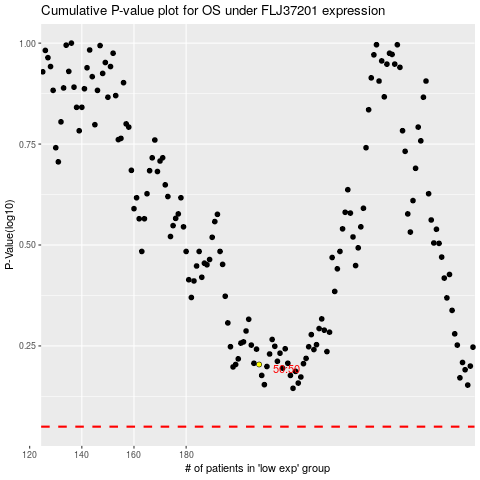 Cumulative P-value plot for OS under FLJ37201 expression
P-Value(log10)
1.00
0.75
0.50
0.25
50:50
120 140 160 180
# of patients in 'low exp' group